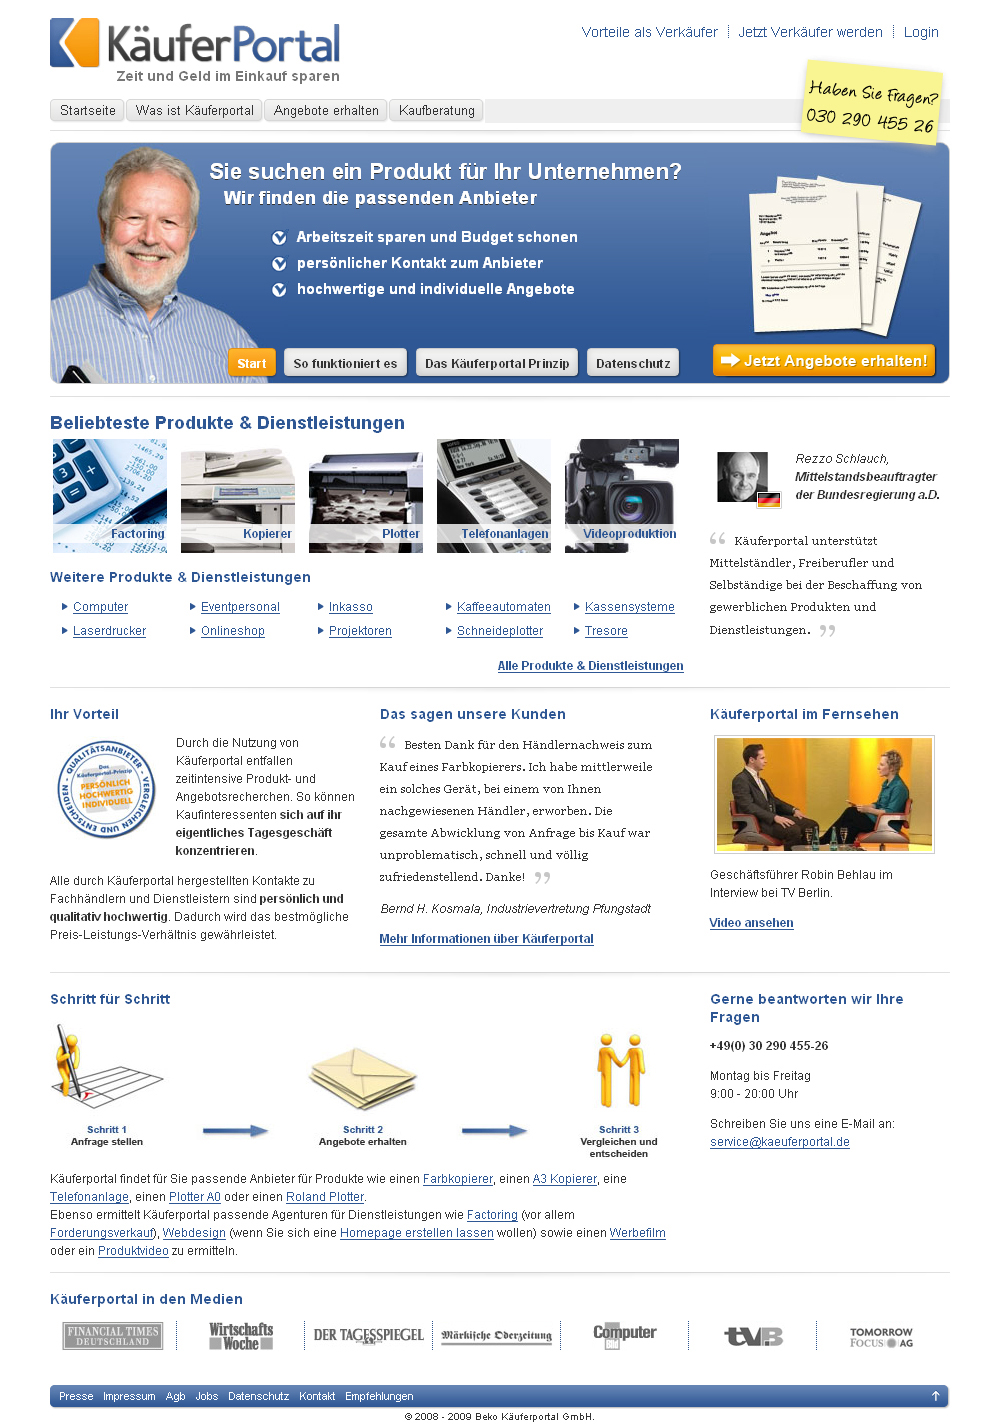 KäuferPortal
Zeit und Geld im Einkauf sparen
Vorteile als Verkäufer
Jetzt Verkäufer werden
Login
Startseite
Was ist Käuferportal
Angebote erhalten
Kaufberatung
Haben Sie Fragen?
030 290 455 26
Sie suchen ein Produkt für Ihr Unternehmen?
Wir finden die passenden Anbieter
Arbeitszeit sparen und Budget schonen
persönlicher Kontakt zum Anbieter
hochwertige und individuelle Angebote
Angebot
Start
So funktioniert es
Das Käuferportal Prinzip
Datenschutz
Jetzt Angebote erhalten!
Beliebteste Produkte & Dienstleistungen
Factoring
Kopierer
Plotter
Telefonanlagen
Videoproduktion
Rezzo Schlauch,
Mittelstandsbeauftragter
der Bundesregierung a.D.
“ Käuferportal unterstützt
Mittelständler, Freiberufler und
Selbständige bei der Beschaffung von
gewerblichen Produkten und
Dienstleistungen. ”
Weitere Produkte & Dienstleistungen
Computer
Eventpersonal
Inkasso
Kaffeeautomaten
Kassensysteme
Laserdrucker
Onlineshop
Projektoren
Schneideplotter
Tresore
Alle Produkte & Dienstleistungen
Ihr Vorteil
QUALITÄTSANBIETER - VERGLEICHEN UND ENTSCHEIDEN -
Das
Käuferportal-Prinzip
PERSÖNLICH
HOCHWERTIG
INDIVIDUELL
Durch die Nutzung von
Käuferportal entfallen
zeitintensive Produkt- und
Angebotsrecherchen. So können
Kaufinteressenten sich auf ihr
eigentliches Tagesgeschäft
konzentrieren.
Alle durch Käuferportal hergestellten Kontakte zu
Fachhändlern und Dienstleistern sind persönlich und
qualitativ hochwertig. Dadurch wird das bestmögliche
Preis-Leistungs-Verhältnis gewährleistet.
Das sagen unsere Kunden
“ Besten Dank für den Händlernachweis zum
Kauf eines Farbkopierers. Ich habe mittlerweile
ein solches Gerät, bei einem von Ihnen
nachgewiesenen Händler, erworben. Die
gesamte Abwicklung von Anfrage bis Kauf war
unproblematisch, schnell und völlig
zufriedenstellend. Danke! ”
Bernd H. Kosmala, Industrievertretung Pfungstadt
Mehr Informationen über Käuferportal
Käuferportal im Fernsehen
Geschäftsführer Robin Behlau im
Interview bei TV Berlin.
Video ansehen
Schritt für Schritt
Schritt 1
Anfrage stellen
Schritt 2
Angebote erhalten
Schritt 3
Vergleichen und
entscheiden
Käuferportal findet für Sie passende Anbieter für Produkte wie einen Farbkopierer, einen A3 Kopierer, eine
Telefonanlage, einen Plotter A0 oder einen Roland Plotter.
Ebenso ermittelt Käuferportal passende Agenturen für Dienstleistungen wie Factoring (vor allem
Forderungsverkauf), Webdesign (wenn Sie sich eine Homepage erstellen lassen wollen) sowie einen Werbefilm
oder ein Produktvideo zu ermitteln.
Gerne beantworten wir Ihre
Fragen
+49(0) 30 290 455-26
Montag bis Freitag
9:00 - 20:00 Uhr
Schreiben Sie uns eine E-Mail an:
service@kaeuferportal.de
Käuferportal in den Medien
FINANCIAL TIMES
DEUTSCHLAND
Wirtschafts
Woche
DER TAGESSPIEGEL
Märkische Oderzeitung
Computer
Bild
tv.B
TOMORROW
FOCUS AG
Presse
Impressum
Agb
Jobs
Datenschutz
Kontakt
Empfehlungen
© 2008 - 2009 Beko Käuferportal GmbH.